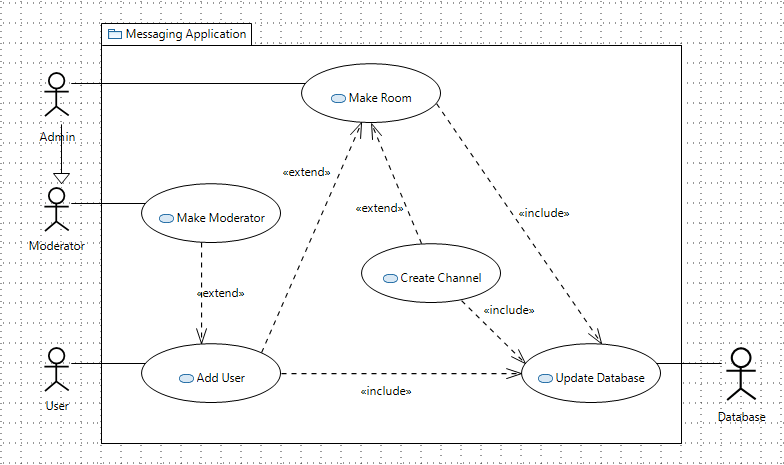 Messaging Application
Make Room
Admin
«extend»
Make Moderator
«extend»
«include»
Moderator
Create Channel
«extend»
«include»
Add User
Update Database
«include»
User
Database